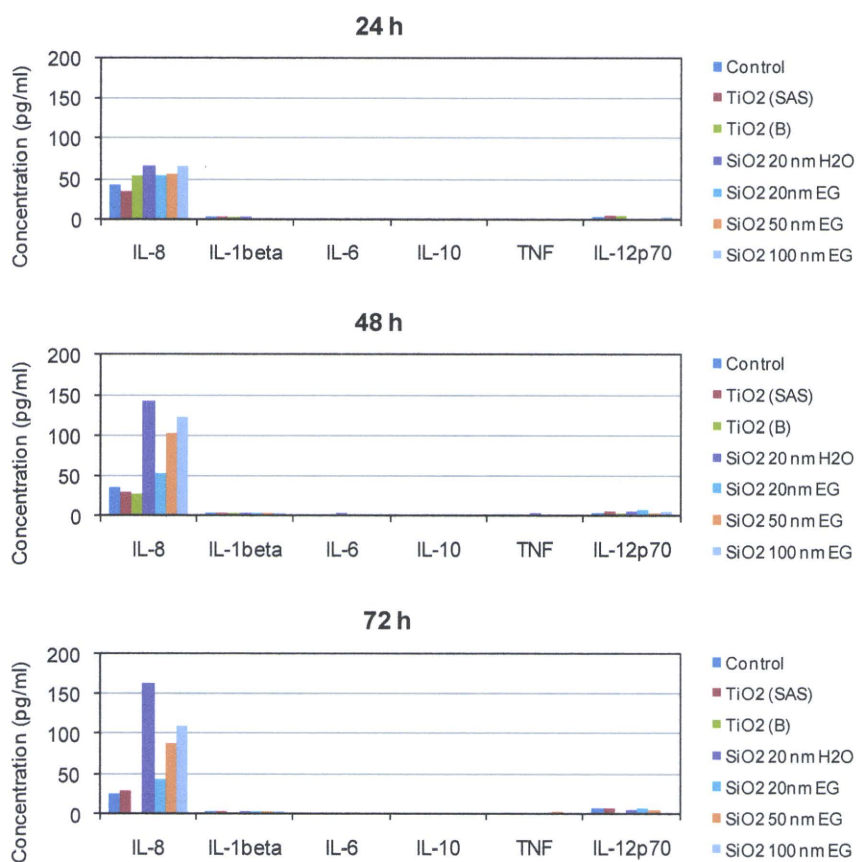 24 h
200
150
100
50
0
Concentration (pg/ml)
IL-8 IL-1beta IL-6 IL-10 TNF IL-12p70
Control
TiO2 (SAS)
TiO2 (B)
SiO2 20 nm H2O
SiO2 20nm EG
SiO2 50 nm EG
SiO2 100 nm EG
48 h
200
150
100
50
0
Concentration (pg/ml)
IL-8 IL-1beta IL-6 IL-10 TNF IL-12p70
Control
TiO2 (SAS)
TiO2 (B)
SiO2 20 nm H2O
SiO2 20nm EG
SiO2 50 nm EG
SiO2 100 nm EG
72 h
200
150
100
50
0
Concentration (pg/ml)
IL-8 IL-1beta IL-6 IL-10 TNF IL-12p70
Control
TiO2 (SAS)
TiO2 (B)
SiO2 20 nm H2O
SiO2 20nm EG
SiO2 50 nm EG
SiO2 100 nm EG